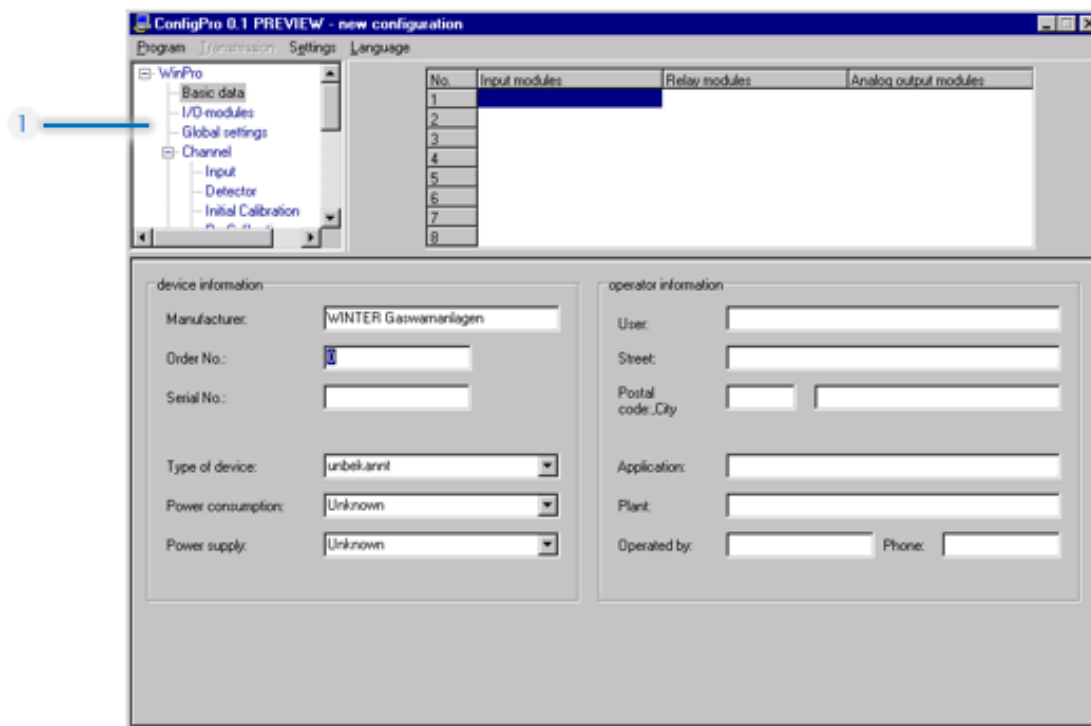 ConfigPro 0.1 PREVIEW - new configuration
Program Transmission Settings Language
1
WinPro
Basic data
I/O-modules
Global settings
Channel
Input
Detector
Initial Calibration
No. Input modules Relay modules Analog output modules
1
2
3
4
5
6
7
8
device information
Manufacturer: WINTER Gaswarnanlagen
Order No.: 0
Serial No.:
Type of device: unbekannt
Power consumption: Unknown
Power supply: Unknown
operator information
User:
Street:
Postal
code:,City
Application:
Plant:
Operated by: Phone: